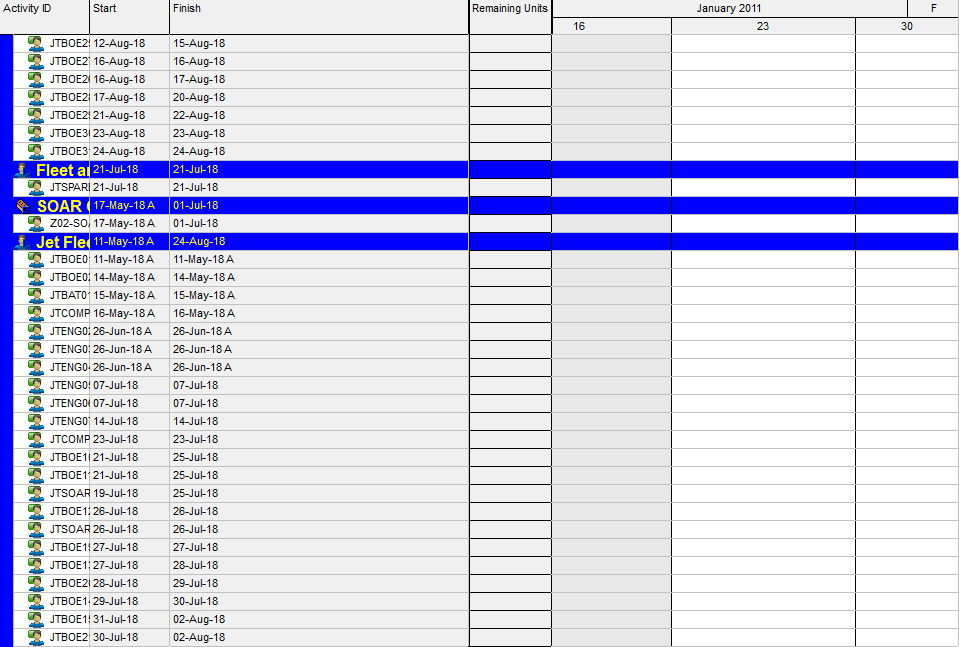 Activity ID Start Finish Remaining Units January 2011 F
16 23 30
JTBOE2 12-Aug-18 15-Aug-18
JTBOE2 16-Aug-18 16-Aug-18
JTBOE2 16-Aug-18 17-Aug-18
JTBOE2 17-Aug-18 20-Aug-18
JTBOE2 21-Aug-18 22-Aug-18
JTBOE3 23-Aug-18 23-Aug-18
JTBOE3 24-Aug-18 24-Aug-18
Fleet a 21-Jul-18 21-Jul-18
JTSPAR 21-Jul-18 21-Jul-18
SOAR 17-May-18 A 01-Jul-18
Z02-SO 17-May-18 A 01-Jul-18
Jet Flee 11-May-18 A 24-Aug-18
JTBOE0 11-May-18 A 11-May-18 A
JTBOE0 14-May-18 A 14-May-18 A
JTBAT01 15-May-18 A 15-May-18 A
JTCOMP 16-May-18 A 16-May-18 A
JTENG0 26-Jun-18 A 26-Jun-18 A
JTENG0 26-Jun-18 A 26-Jun-18 A
JTENG0 26-Jun-18 A 26-Jun-18 A
JTENG0 07-Jul-18 07-Jul-18
JTENG0 07-Jul-18 07-Jul-18
JTENG0 14-Jul-18 14-Jul-18
JTCOMP 23-Jul-18 23-Jul-18
JTBOE1 21-Jul-18 25-Jul-18
JTBOE1 21-Jul-18 25-Jul-18
JTSOAR 19-Jul-18 25-Jul-18
JTBOE1 26-Jul-18 26-Jul-18
JTSOAR 26-Jul-18 26-Jul-18
JTBOE1 27-Jul-18 27-Jul-18
JTBOE1 27-Jul-18 28-Jul-18
JTBOE2 28-Jul-18 29-Jul-18
JTBOE1 29-Jul-18 30-Jul-18
JTBOE1 31-Jul-18 02-Aug-18
JTBOE2 30-Jul-18 02-Aug-18